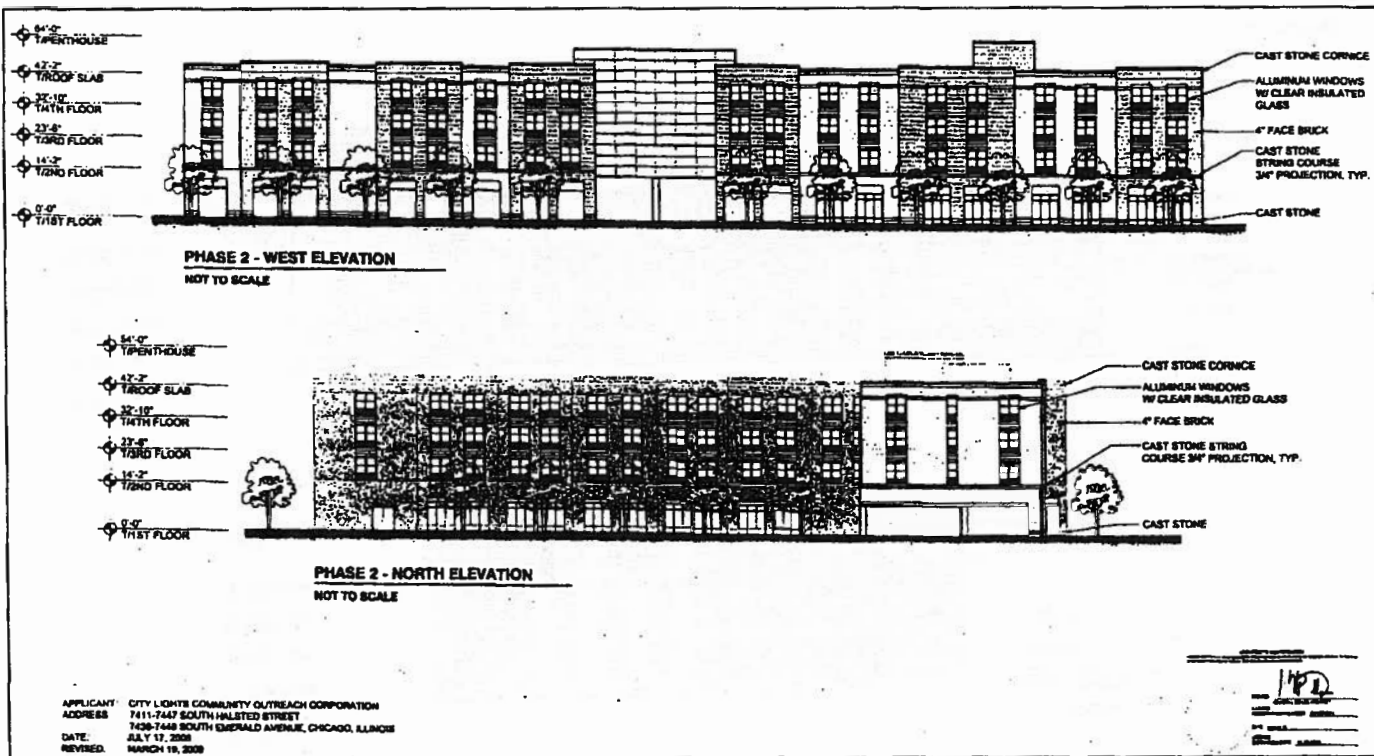 64'-0"
T/PENTHOUSE
42'-2"
T/ROOF SLAB
32'-10"
T/4TH FLOOR
23'-6"
T/3RD FLOOR
14'-2"
T/2ND FLOOR
0'-0"
T/1ST FLOOR
CAST STONE CORNICE
ALUMINUM WINDOWS
W/ CLEAR INSULATED
GLASS
4" FACE BRICK
CAST STONE
STRING COURSE
3/4" PROJECTION, TYP.
CAST STONE
PHASE 2 - WEST ELEVATION
NOT TO SCALE
54'-0"
T/PENTHOUSE
42'-2"
T/ROOF SLAB
32'-10"
T/4TH FLOOR
23'-6"
T/3RD FLOOR
14'-2"
T/2ND FLOOR
0'-0"
T/1ST FLOOR
CAST STONE CORNICE
ALUMINUM WINDOWS
W/ CLEAR INSULATED GLASS
4" FACE BRICK
CAST STONE STRING
COURSE 3/4" PROJECTION, TYP.
CAST STONE
PHASE 2 - NORTH ELEVATION
NOT TO SCALE
APPLICANT: CITY LIGHTS COMMUNITY OUTREACH CORPORATION
ADDRESS 7411-7447 SOUTH HALSTED STREET
7438-7448 SOUTH EMERALD AVENUE, CHICAGO, ILLINOIS
DATE: JULY 17, 2008
REVISED. MARCH 19, 2009